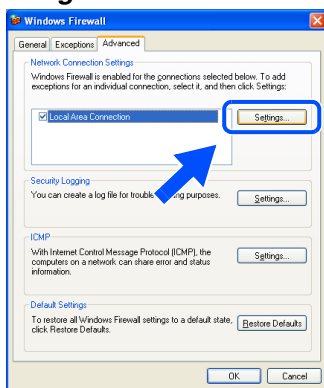 Windows Firewall
General Exceptions Advanced
Network Connection Settings
Windows Firewall is enabled for the connections selected below. To add
exceptions for an individual connection, select it, and then click Settings:
Local Area Connection
Settings...
Security Logging
You can create a log file for purposes.
Settings...
ICMP
With Internet Control Message Protocol (ICMP), the
computers on a network can share error and status
information.
Settings...
Default Settings
To restore all Windows Firewall settings to a default state,
click Restore Defaults.
Restore Defaults
OK Cancel